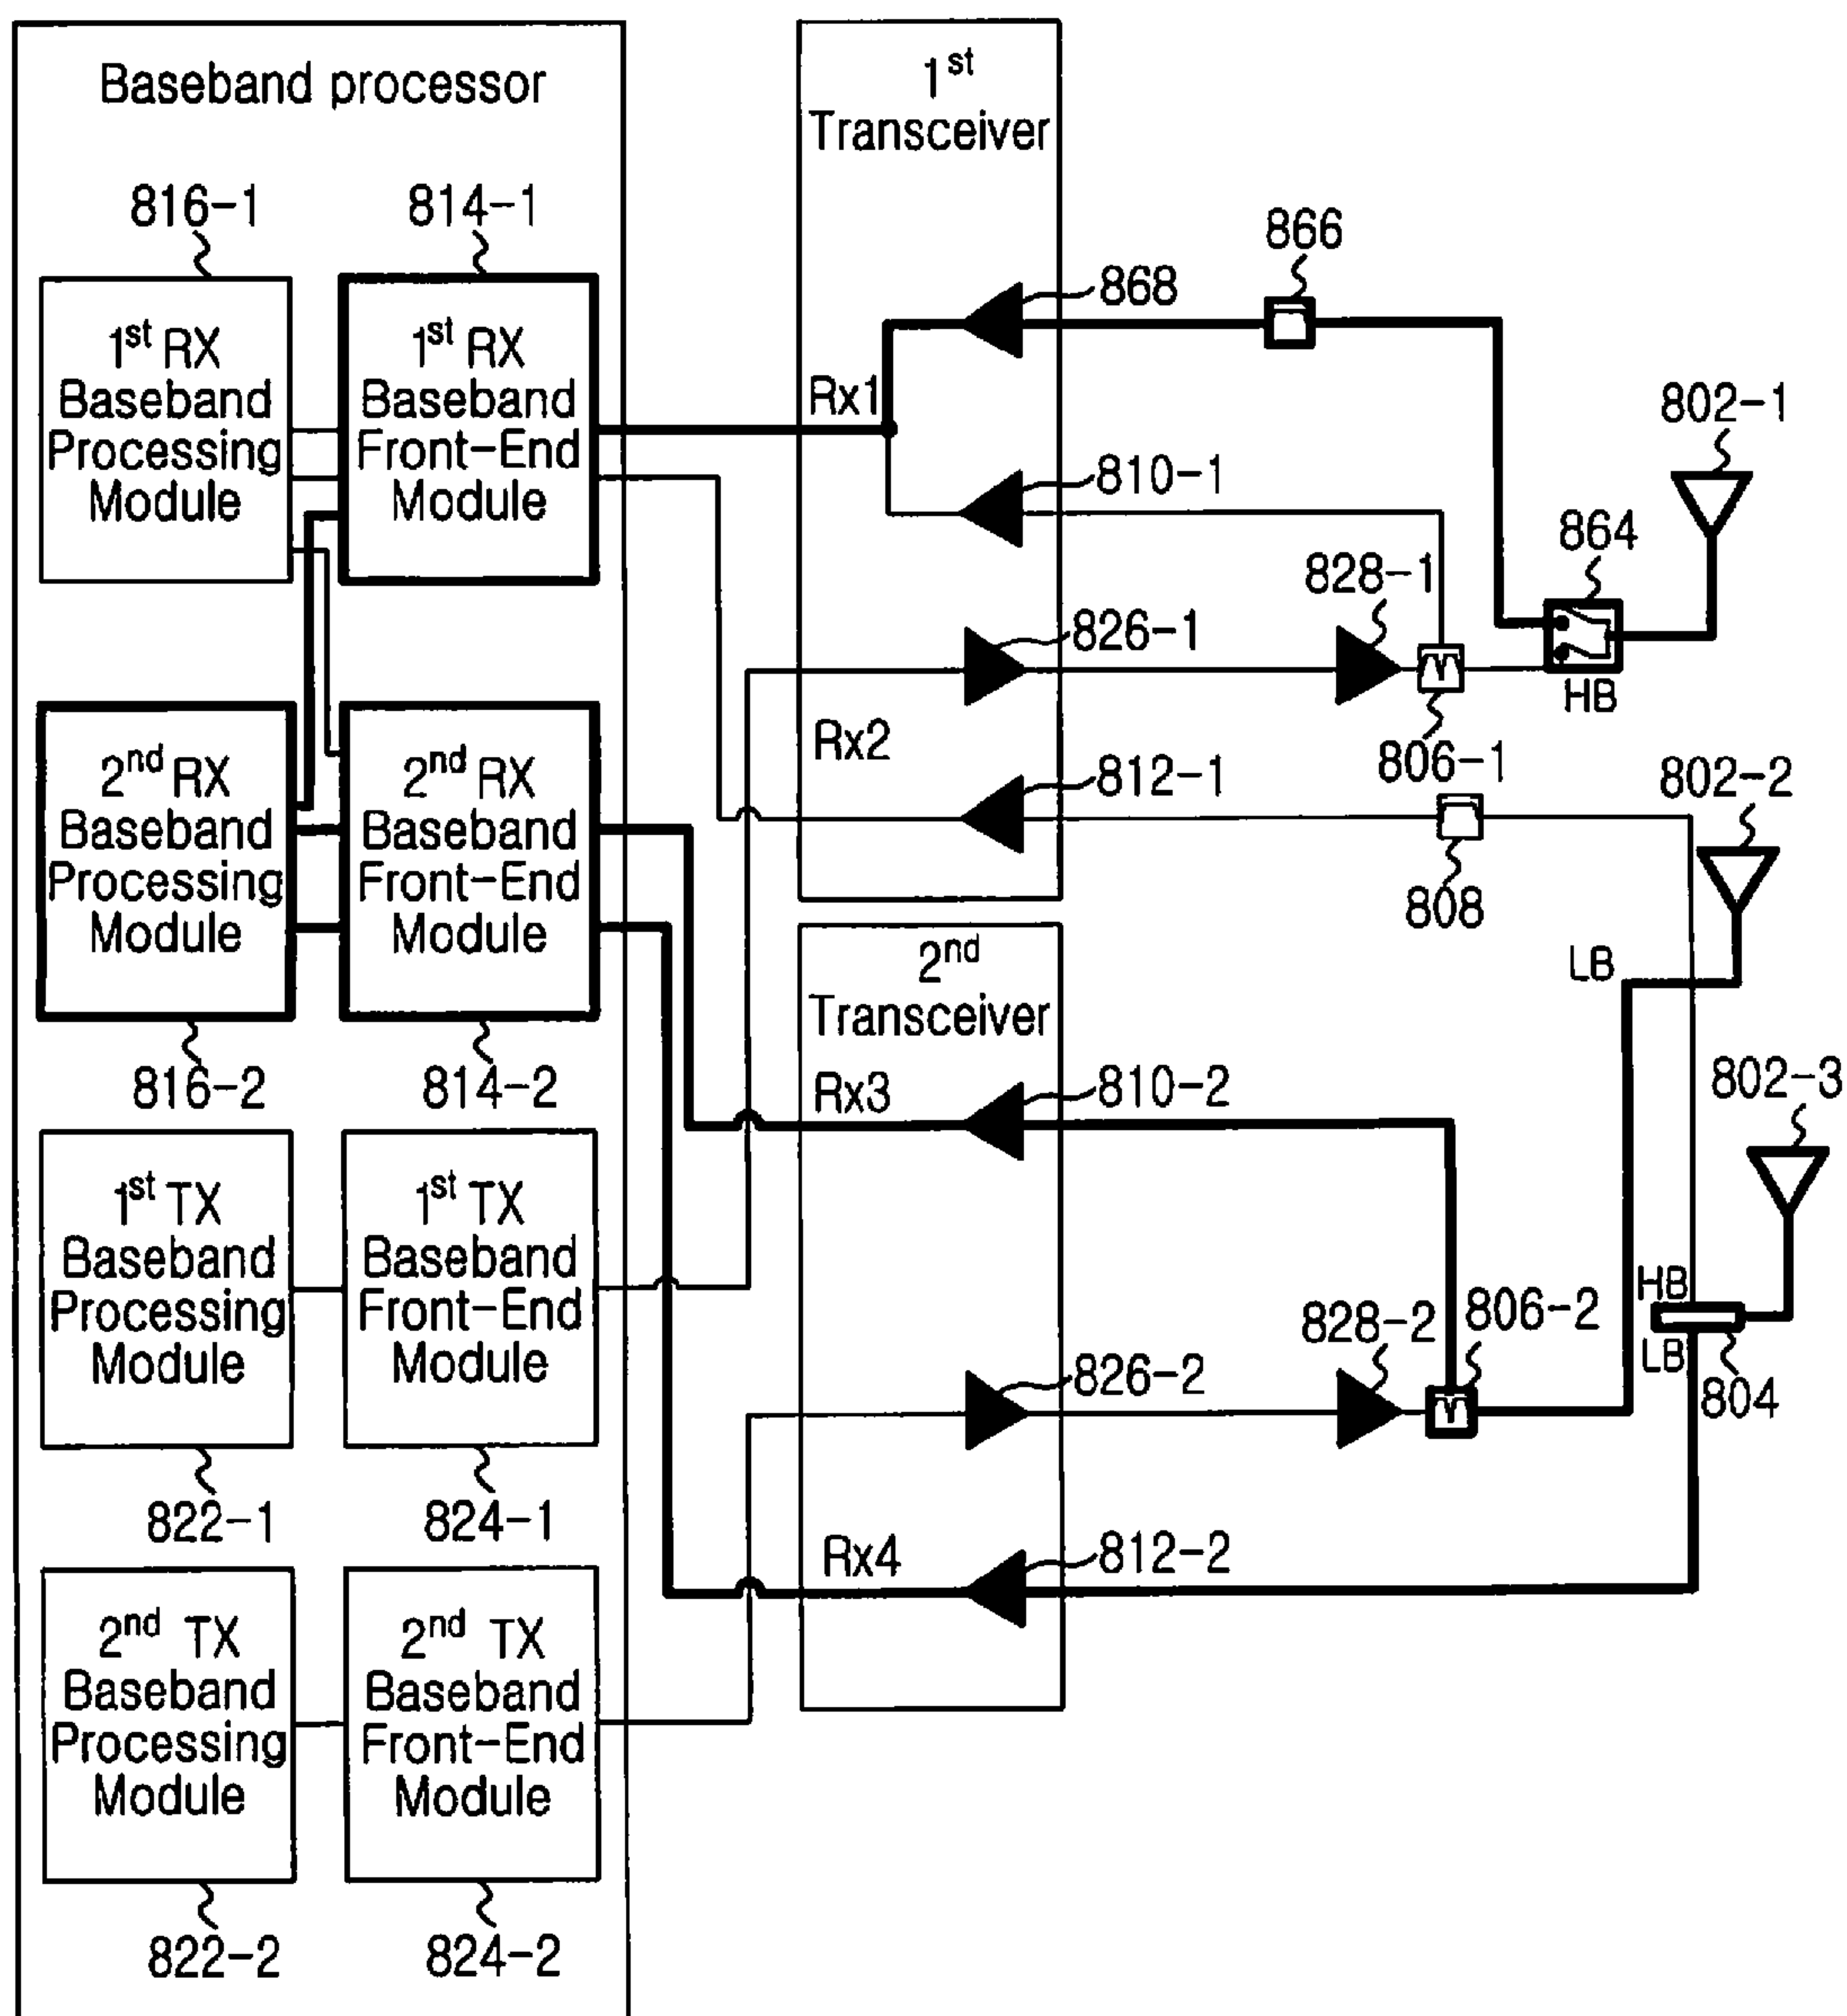 Baseband processor
816-1
814-1
1st RX
Baseband
Processing
Module
1st RX
Baseband
Front-End
Module
2nd RX
Baseband
Processing
Module
2nd RX
Baseband
Front-End
Module
816-2
814-2
1st TX
Baseband
Processing
Module
1st TX
Baseband
Front-End
Module
822-1
824-1
2nd TX
Baseband
Processing
Module
2nd TX
Baseband
Front-End
Module
822-2
824-2
1st
Transceiver
868
866
Rx1
802-1
810-1
864
828-1
826-1
HB
Rx2
806-1
802-2
812-1
808
2nd
Transceiver
LB
Rx3
810-2
802-3
HB
806-2
828-2
LB
826-2
804
Rx4
812-2